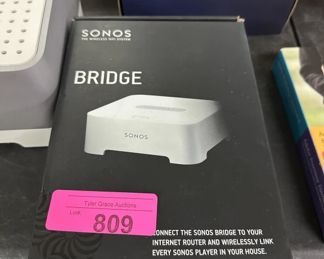 SONOS
THE WIRELESS HIFI SYSTEM
BRIDGE
SONOS
Tyler Grace Auctions
Lot#:
809
CONNECT THE SONOS BRIDGE TO YOUR
INTERNET ROUTER AND WIRELESSLY LINK
EVERY SONOS PLAYER IN YOUR HOUSE.